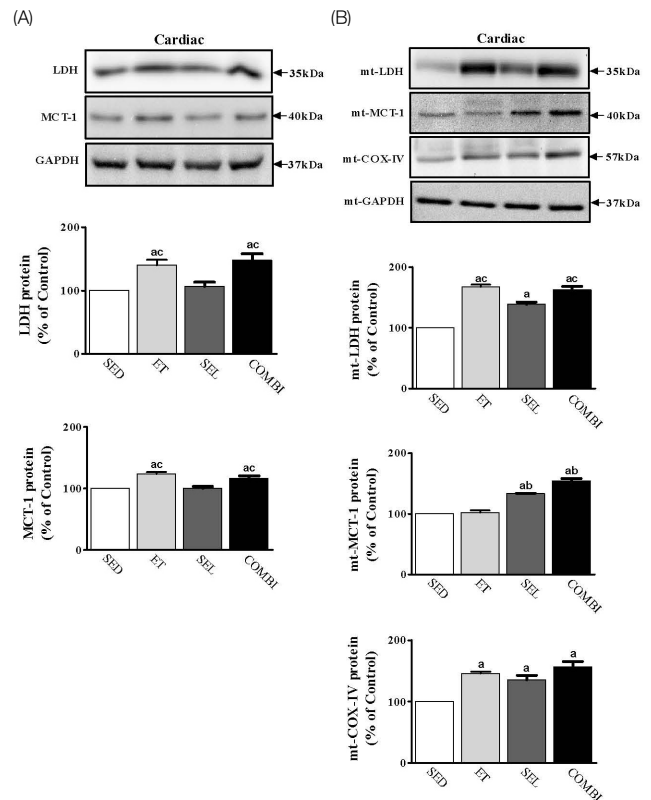 (A)
Cardiac
LDH
35kDa
MCT-1
40kDa
GAPDH
37kDa
LDH protein
(% of Control)
200
100
0
ac
ac
SED
ET
SEL
COMBI
MCT-1 protein
(% of Control)
200
100
0
ac
ac
SED
ET
SEL
COMBI
(B)
Cardiac
mt-LDH
35kDa
mt-MCT-1
40kDa
mt-COX-IV
57kDa
mt-GAPDH
37kDa
mt-LDH protein
(% of Control)
200
100
0
ac
a
ac
SED
ET
SEL
COMBI
mt-MCT-1 protein
(% of Control)
200
100
0
ab
ab
SED
ET
SEL
COMBI
mt-COX-IV protein
(% of Control)
200
100
0
a
a
a
SED
ET
SEL
COMBI